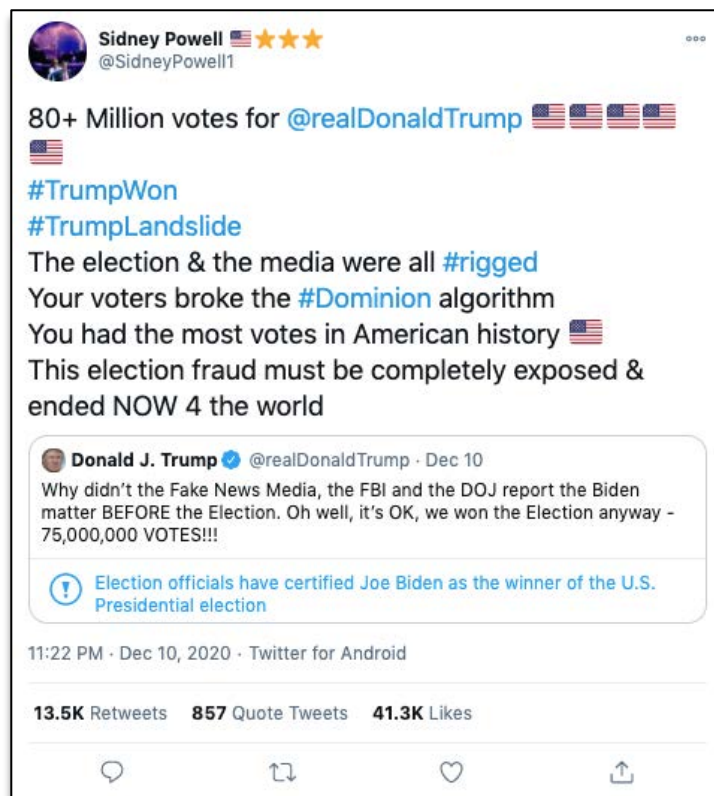 Sidney Powell 🇺🇸⭐⭐⭐
@SidneyPowell1
80+ Million votes for @realDonaldTrump 🇺🇸🇺🇸🇺🇸🇺🇸
🇺🇸
#TrumpWon
#TrumpLandslide
The election & the media were all #rigged
Your voters broke the #Dominion algorithm
You had the most votes in American history 🇺🇸
This election fraud must be completely exposed &
ended NOW 4 the world
Donald J. Trump @realDonaldTrump · Dec 10
Why didn't the Fake News Media, the FBI and the DOJ report the Biden
matter BEFORE the Election. Oh well, it's OK, we won the Election anyway -
75,000,000 VOTES!!!
Election officials have certified Joe Biden as the winner of the U.S.
Presidential election
11:22 PM · Dec 10, 2020 · Twitter for Android
13.5K Retweets 857 Quote Tweets 41.3K Likes